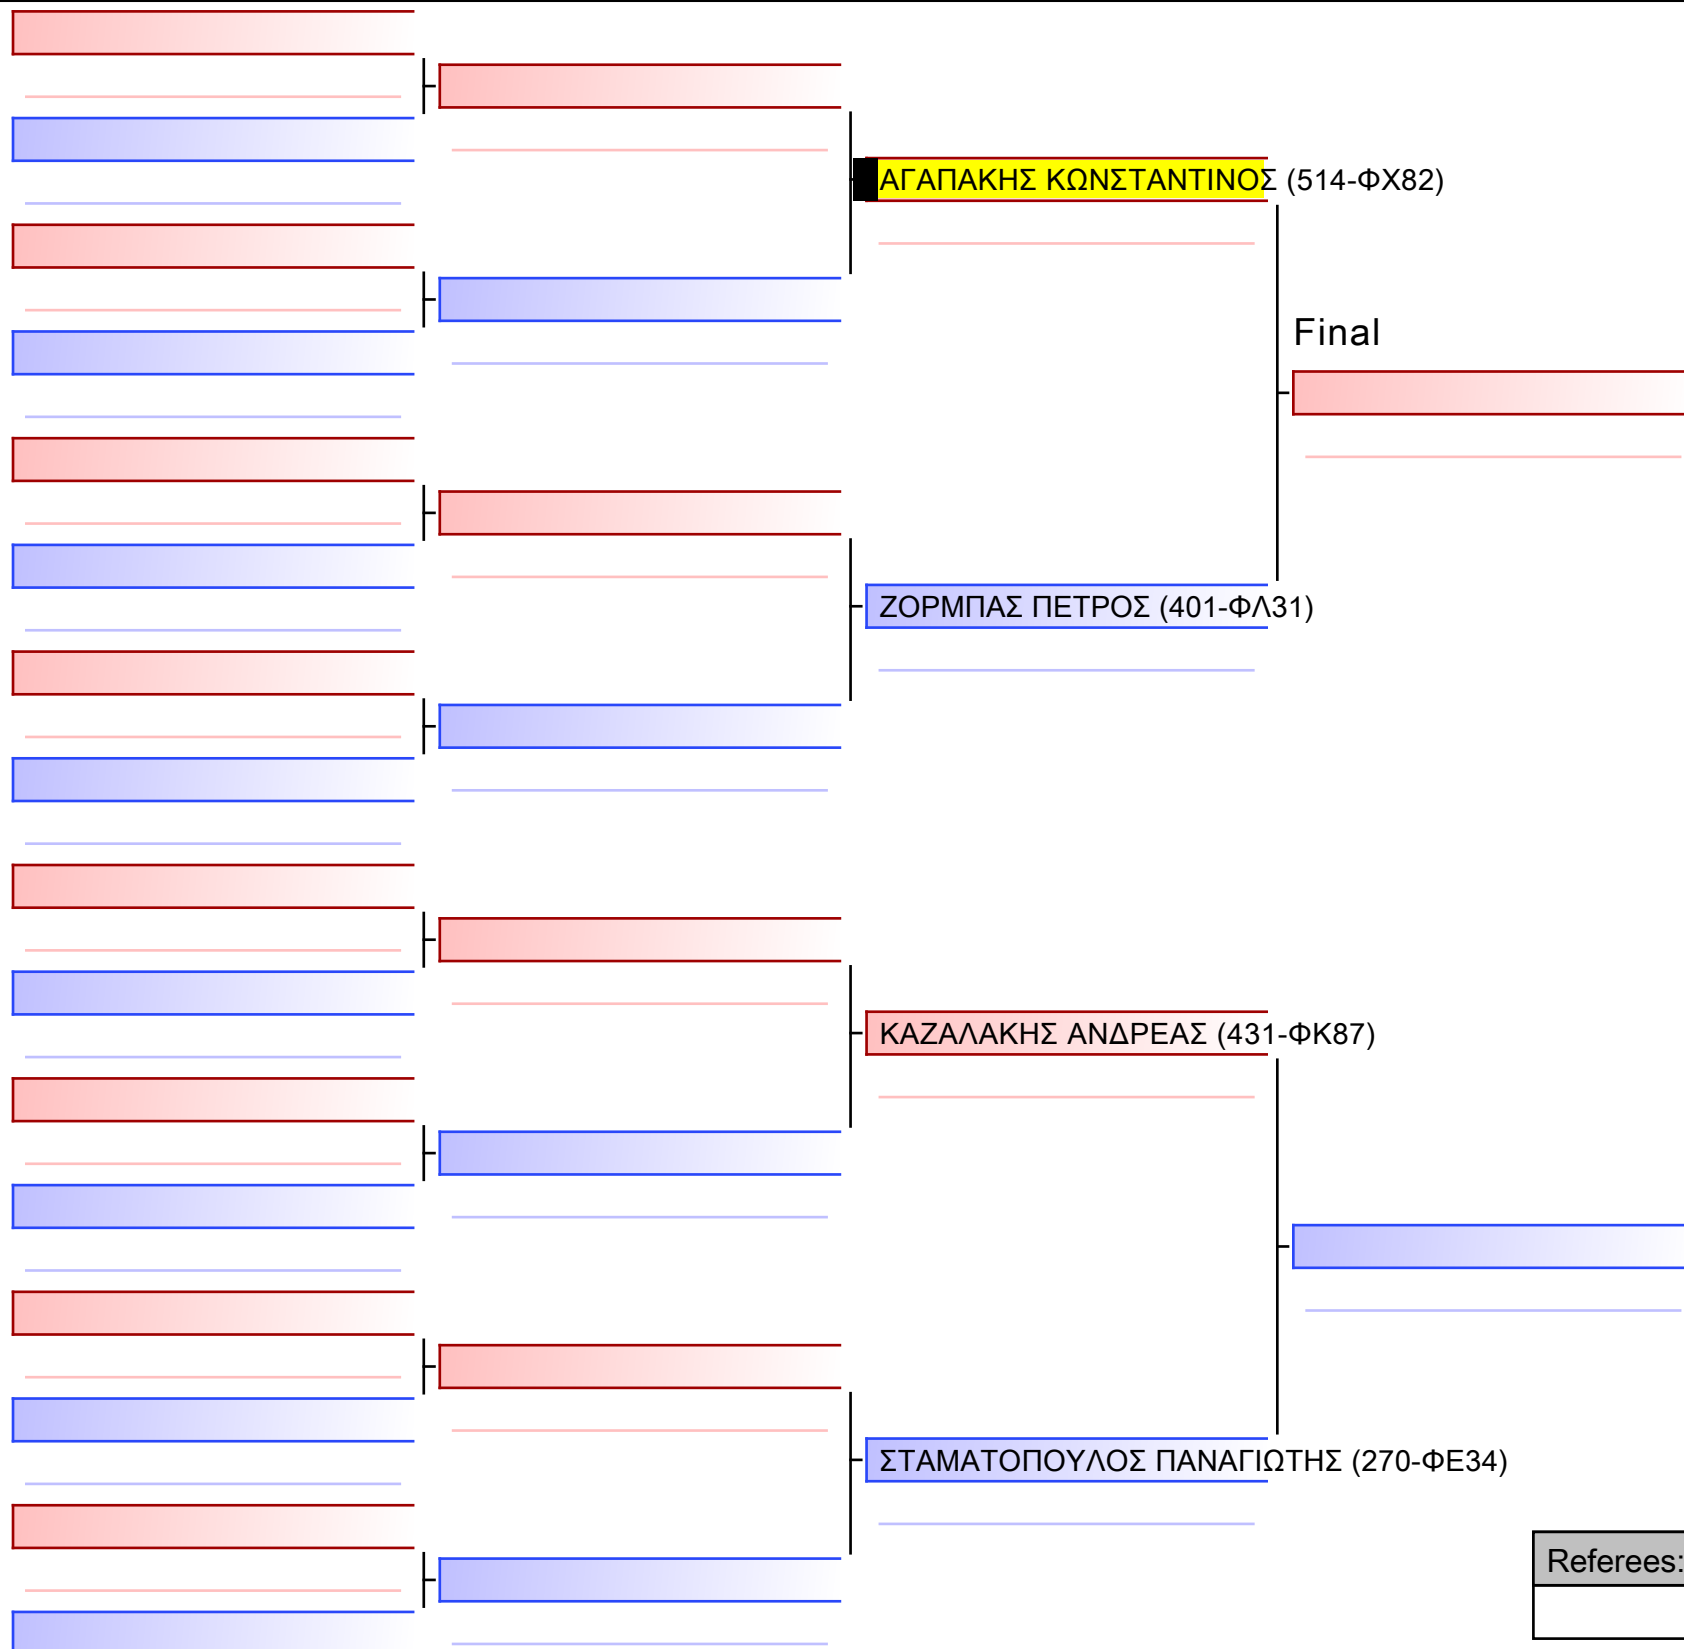 ΑΓΑΠΑΚΗΣ ΚΩΝΣΤΑΝΤΙΝΟΣ (514-ΦΧ82)
Final
ΖΟΡΜΠΑΣ ΠΕΤΡΟΣ (401-ΦΛ31)
ΚΑΖΑΛΑΚΗΣ ΑΝΔΡΕΑΣ (431-ΦΚ87)
ΣΤΑΜΑΤΟΠΟΥΛΟΣ ΠΑΝΑΓΙΩΤΗΣ (270-ΦΕ34)
Referees: